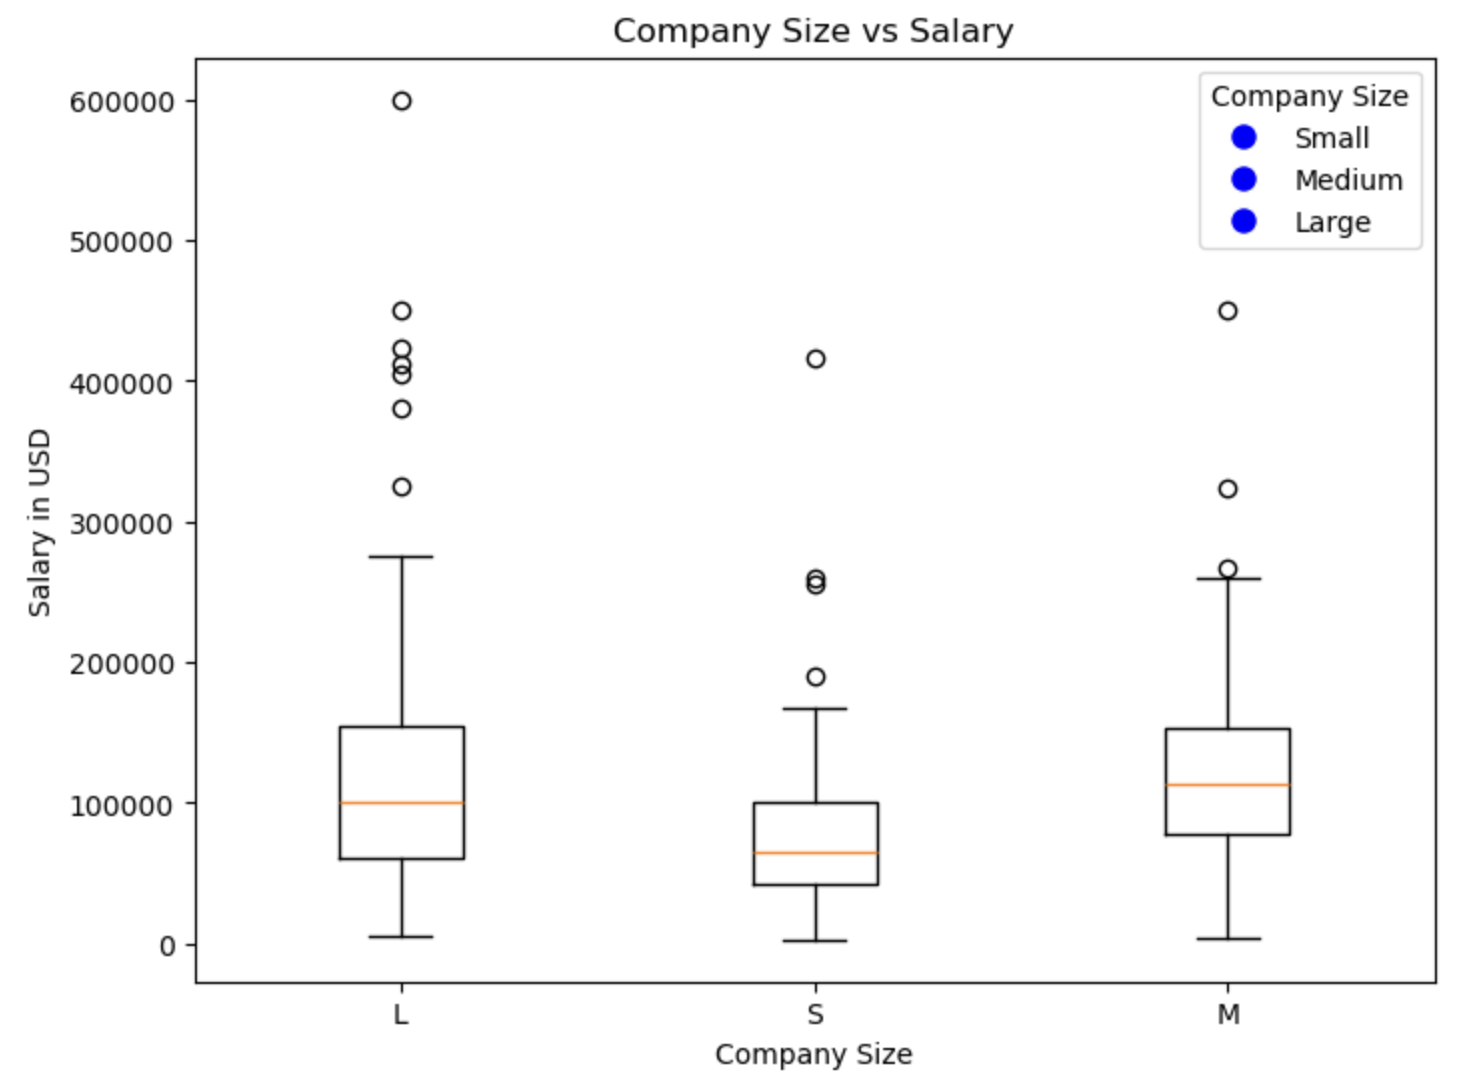 Company Size vs Salary
Company Size
Small
Medium
Large
600000
500000
400000
300000
200000
100000
0
Salary in USD
L
S
M
Company Size